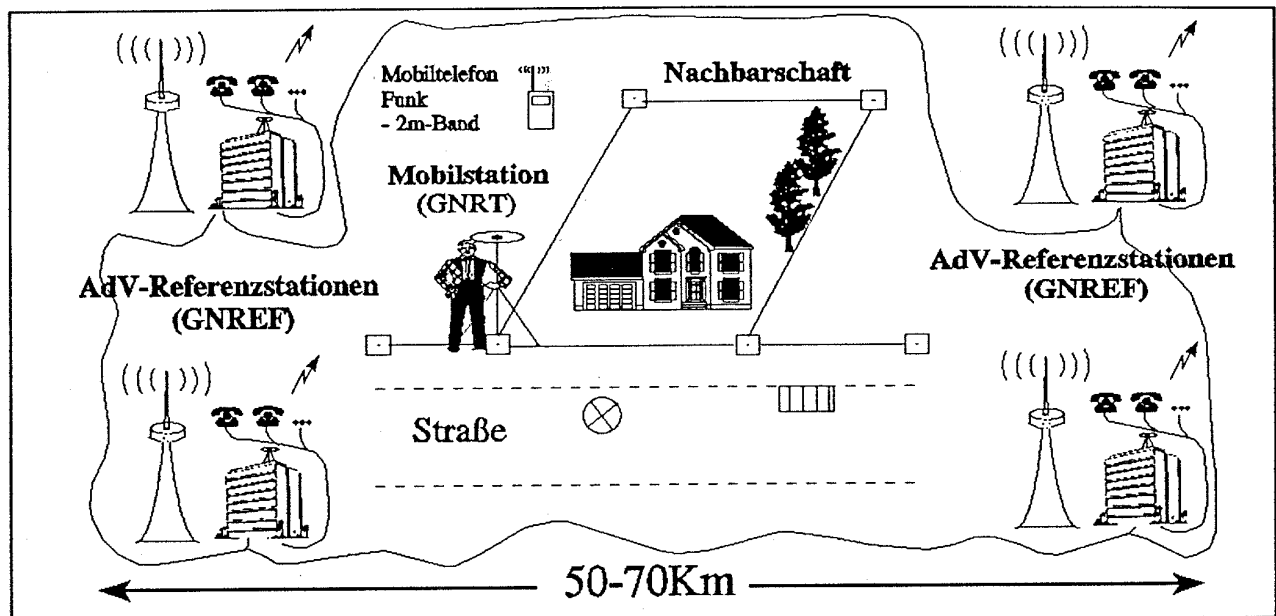 Mobiltelefon
Funk
- 2m-Band
Nachbarschaft
Mobilstation
(GNRT)
AdV-Referenzstationen
(GNREF)
AdV-Referenzstationen
(GNREF)
Straße
50-70Km